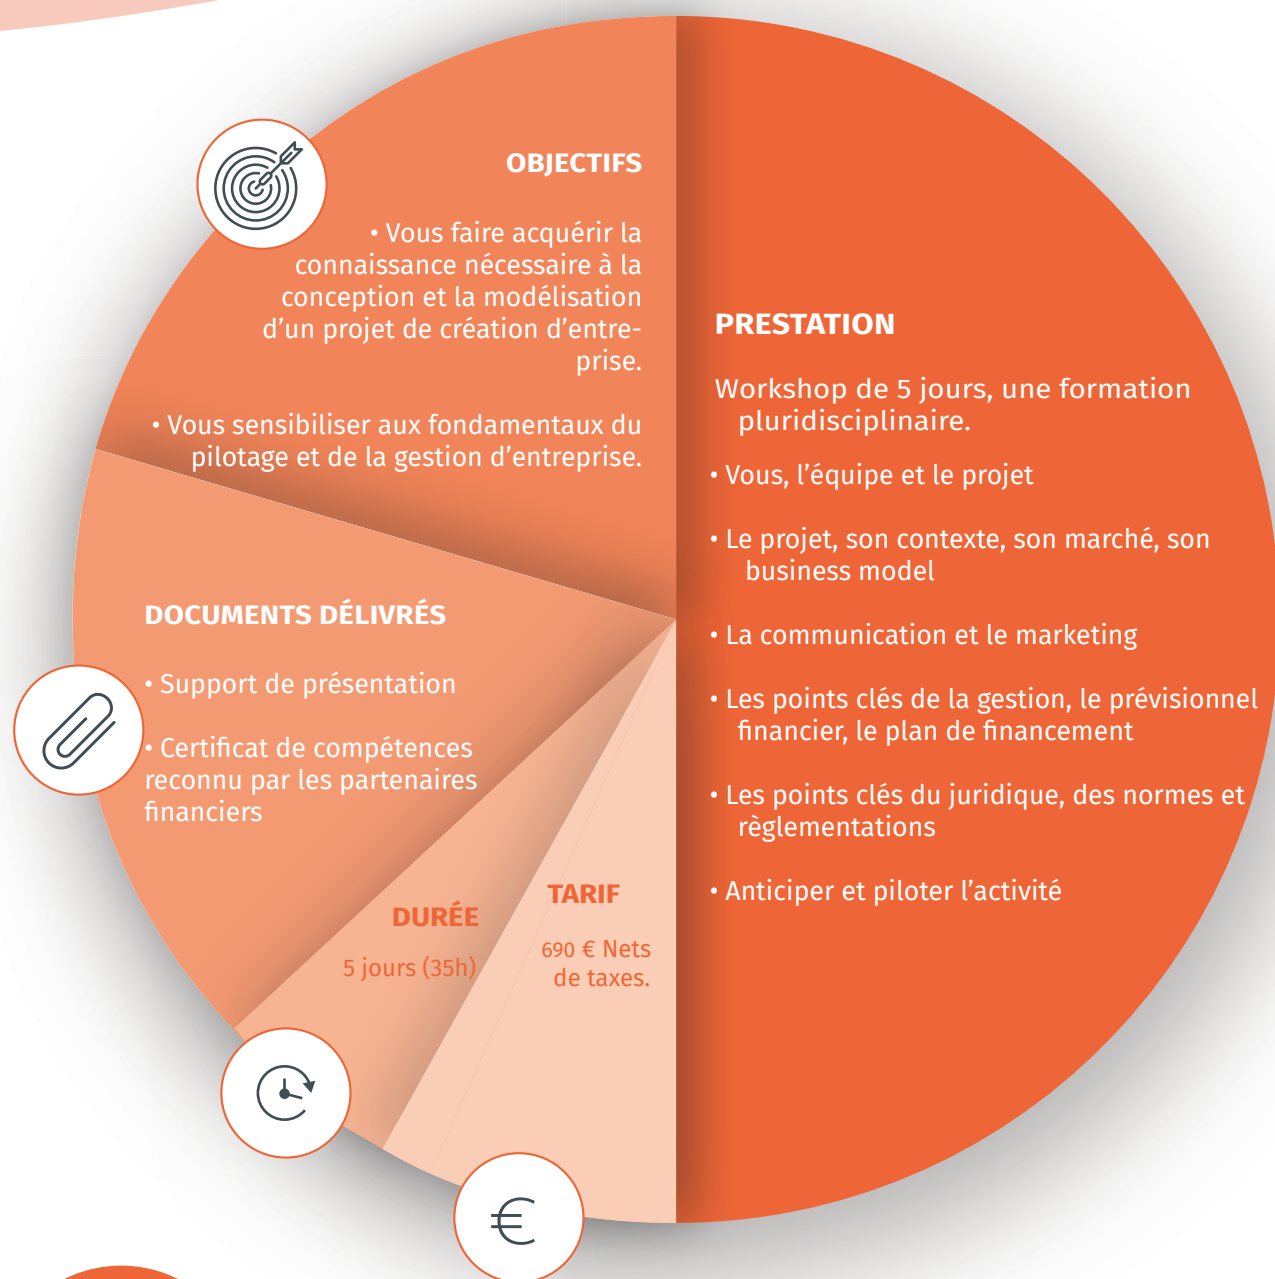 OBJECTIFS
• Vous faire acquérir la
connaissance nécessaire à la
conception et la modélisation
d’un projet de création d’entre-
prise.
• Vous sensibiliser aux fondamentaux du
pilotage et de la gestion d’entreprise.
PRESTATION
Workshop de 5 jours, une formation
pluridisciplinaire.
• Vous, l’équipe et le projet
• Le projet, son contexte, son marché, son
business model
• La communication et le marketing
• Les points clés de la gestion, le prévisionnel
financier, le plan de financement
• Les points clés du juridique, des normes et
règlementations
• Anticiper et piloter l’activité
DOCUMENTS DÉLIVRÉS
• Support de présentation
• Certificat de compétences
reconnu par les partenaires
financiers
DURÉE
5 jours (35h)
TARIF
690 € Nets
de taxes.
€